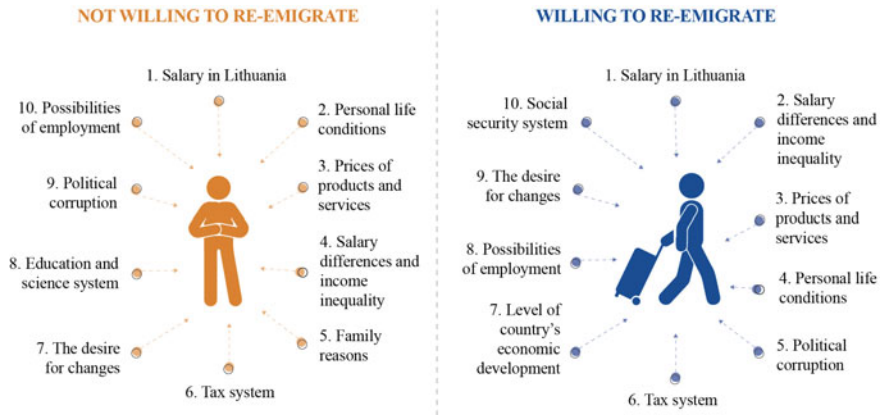 NOT WILLING TO RE-EMIGRATE
1. Salary in Lithuania
2. Personal life
conditions
3. Prices of
products and
services
4. Salary
differences and
income
inequality
5. Family
reasons
6. Tax system
7. The desire
for changes
8. Education and
science system
9. Political
corruption
10. Possibilities
of employment
WILLING TO RE-EMIGRATE
1. Salary in Lithuania
2. Salary
differences and
income
inequality
3. Prices of
products and
services
4. Personal life
conditions
5. Political
corruption
6. Tax system
7. Level of
country's
economic
development
8. Possibilities
of employment
9. The desire
for changes
10. Social
security system